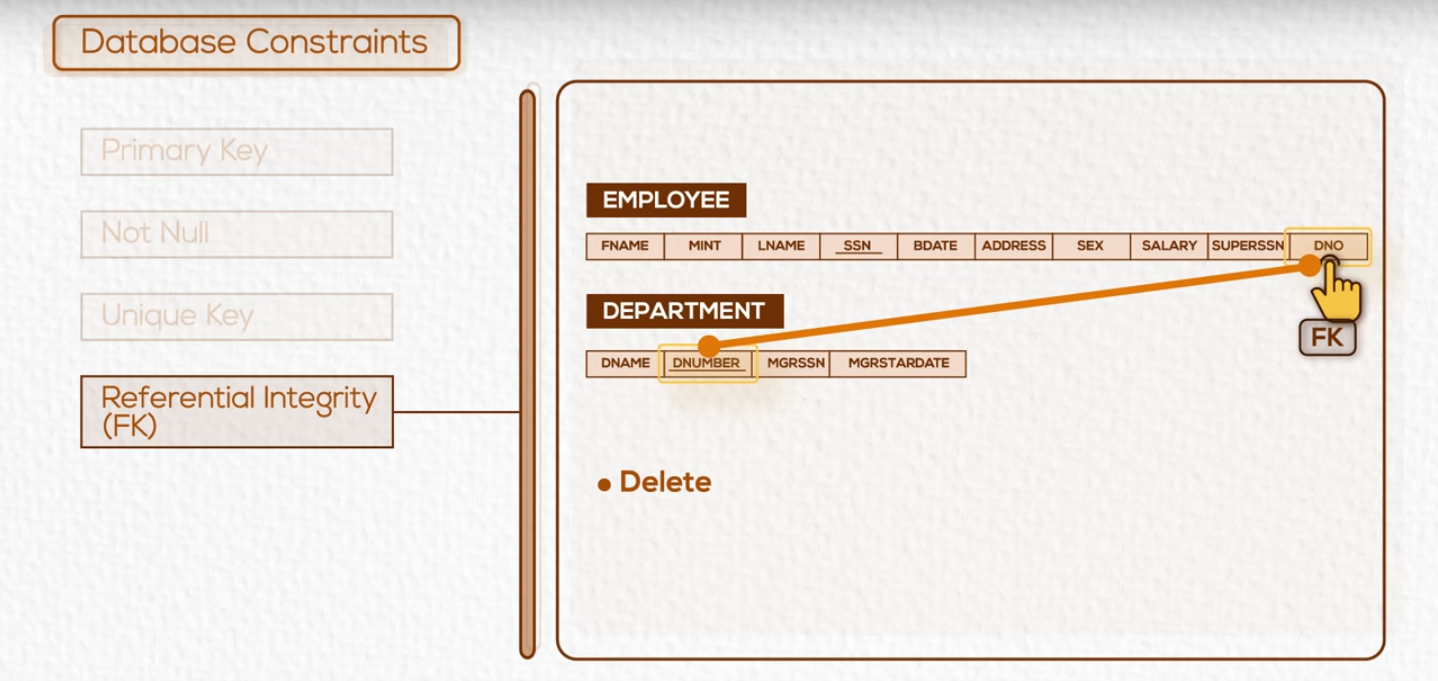 Database Constraints
Primary Key
Not Null
Unique Key
Referential Integrity
(FK)
EMPLOYEE
FNAME MINT LNAME SSN BDATE ADDRESS SEX SALARY SUPERSSN DNO
DEPARTMENT
FK
DNAME DNUMBER MGRSSN MGRSTARDATE
• Delete